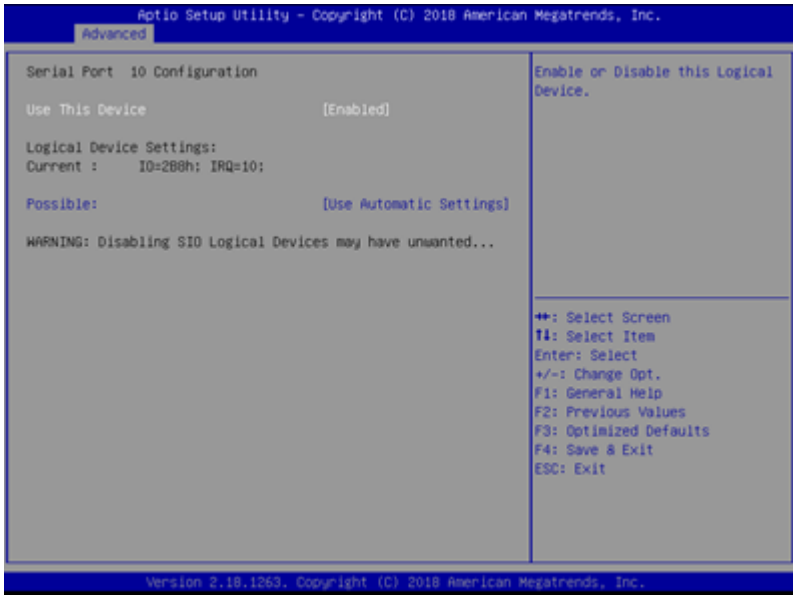 Aptio Setup Utility - Copyright (C) 2018 American Megatrends, Inc.
Advanced
Serial Port 10 Configuration
Use This Device [Enabled]
Logical Device Settings:
Current : IO=2B8h; IRQ=10;
Possible: [Use Automatic Settings]
WARNING: Disabling SIO Logical Devices may have unwanted...
Enable or Disable this Logical
Device.
→←: Select Screen
↑↓: Select Item
Enter: Select
+/-: Change Opt.
F1: General Help
F2: Previous Values
F3: Optimized Defaults
F4: Save & Exit
ESC: Exit
Version 2.18.1263. Copyright (C) 2018 American Megatrends, Inc.